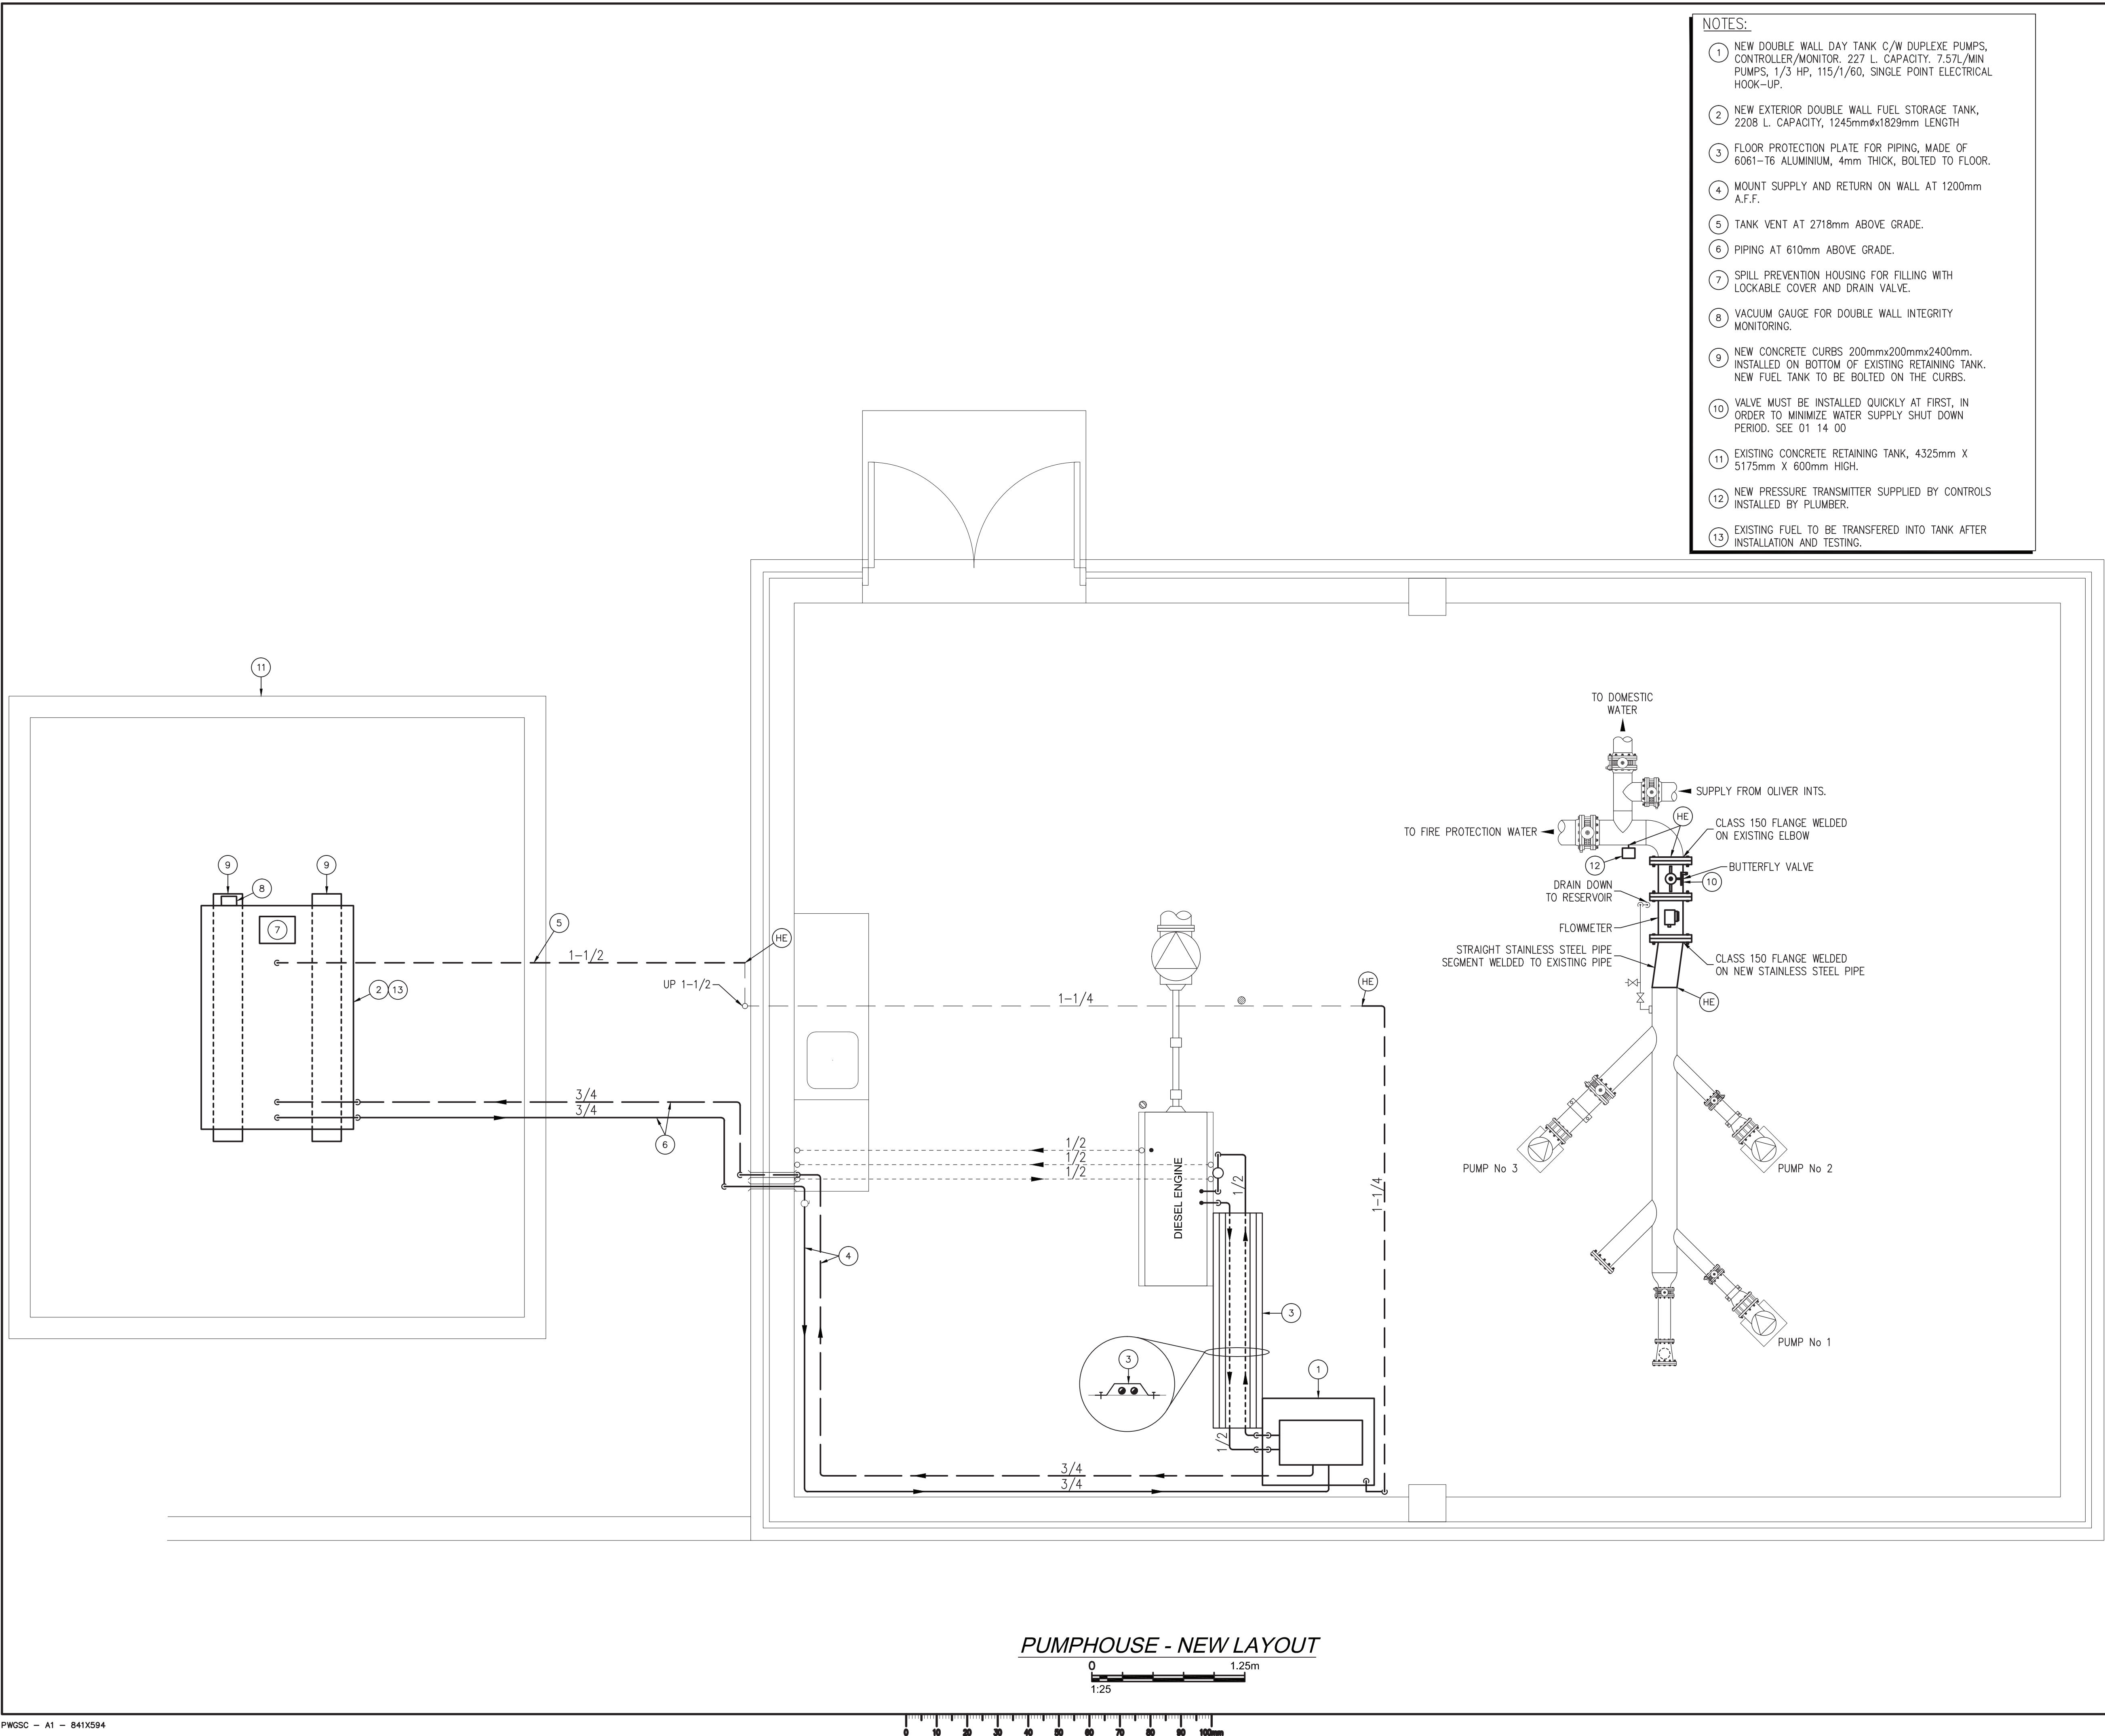 NOTES:
1 NEW DOUBLE WALL DAY TANK C/W DUPLEXE PUMPS,
CONTROLLER/MONITOR. 227 L. CAPACITY. 7.57L/MIN
PUMPS, 1/3 HP, 115/1/60, SINGLE POINT ELECTRICAL
HOOK-UP.
2 NEW EXTERIOR DOUBLE WALL FUEL STORAGE TANK,
2208 L. CAPACITY, 1245mmøx1829mm LENGTH
3 FLOOR PROTECTION PLATE FOR PIPING, MADE OF
6061-T6 ALUMINIUM, 4mm THICK, BOLTED TO FLOOR.
4 MOUNT SUPPLY AND RETURN ON WALL AT 1200mm
A.F.F.
5 TANK VENT AT 2718mm ABOVE GRADE.
6 PIPING AT 610mm ABOVE GRADE.
7 SPILL PREVENTION HOUSING FOR FILLING WITH
LOCKABLE COVER AND DRAIN VALVE.
8 VACUUM GAUGE FOR DOUBLE WALL INTEGRITY
MONITORING.
9 NEW CONCRETE CURBS 200mmx200mmx2400mm.
INSTALLED ON BOTTOM OF EXISTING RETAINING TANK.
NEW FUEL TANK TO BE BOLTED ON THE CURBS.
10 VALVE MUST BE INSTALLED QUICKLY AT FIRST, IN
ORDER TO MINIMIZE WATER SUPPLY SHUT DOWN
PERIOD. SEE 01 14 00
11 EXISTING CONCRETE RETAINING TANK, 4325mm X
5175mm X 600mm HIGH.
12 NEW PRESSURE TRANSMITTER SUPPLIED BY CONTROLS
INSTALLED BY PLUMBER.
13 EXISTING FUEL TO BE TRANSFERED INTO TANK AFTER
INSTALLATION AND TESTING.
11
TO DOMESTIC
WATER
SUPPLY FROM OLIVER INTS.
HE
CLASS 150 FLANGE WELDED
ON EXISTING ELBOW
TO FIRE PROTECTION WATER
12
BUTTERFLY VALVE
10
DRAIN DOWN
TO RESERVOIR
FLOWMETER
STRAIGHT STAINLESS STEEL PIPE
SEGMENT WELDED TO EXISTING PIPE
CLASS 150 FLANGE WELDED
ON NEW STAINLESS STEEL PIPE
HE
9
9
8
7
5
1-1/2
HE
2 13
UP 1-1/2
1-1/4
HE
3/4
3/4
6
1/2
1/2
1/2
DIESEL ENGINE
1/2
1-1/4
PUMP No 3
PUMP No 2
4
3
3
1
PUMP No 1
1/2
3/4
3/4
PUMPHOUSE - NEW LAYOUT
0 1.25m
1:25
PWGSC - A1 - 841X594
0 10 20 30 40 50 60 70 80 90 100mm